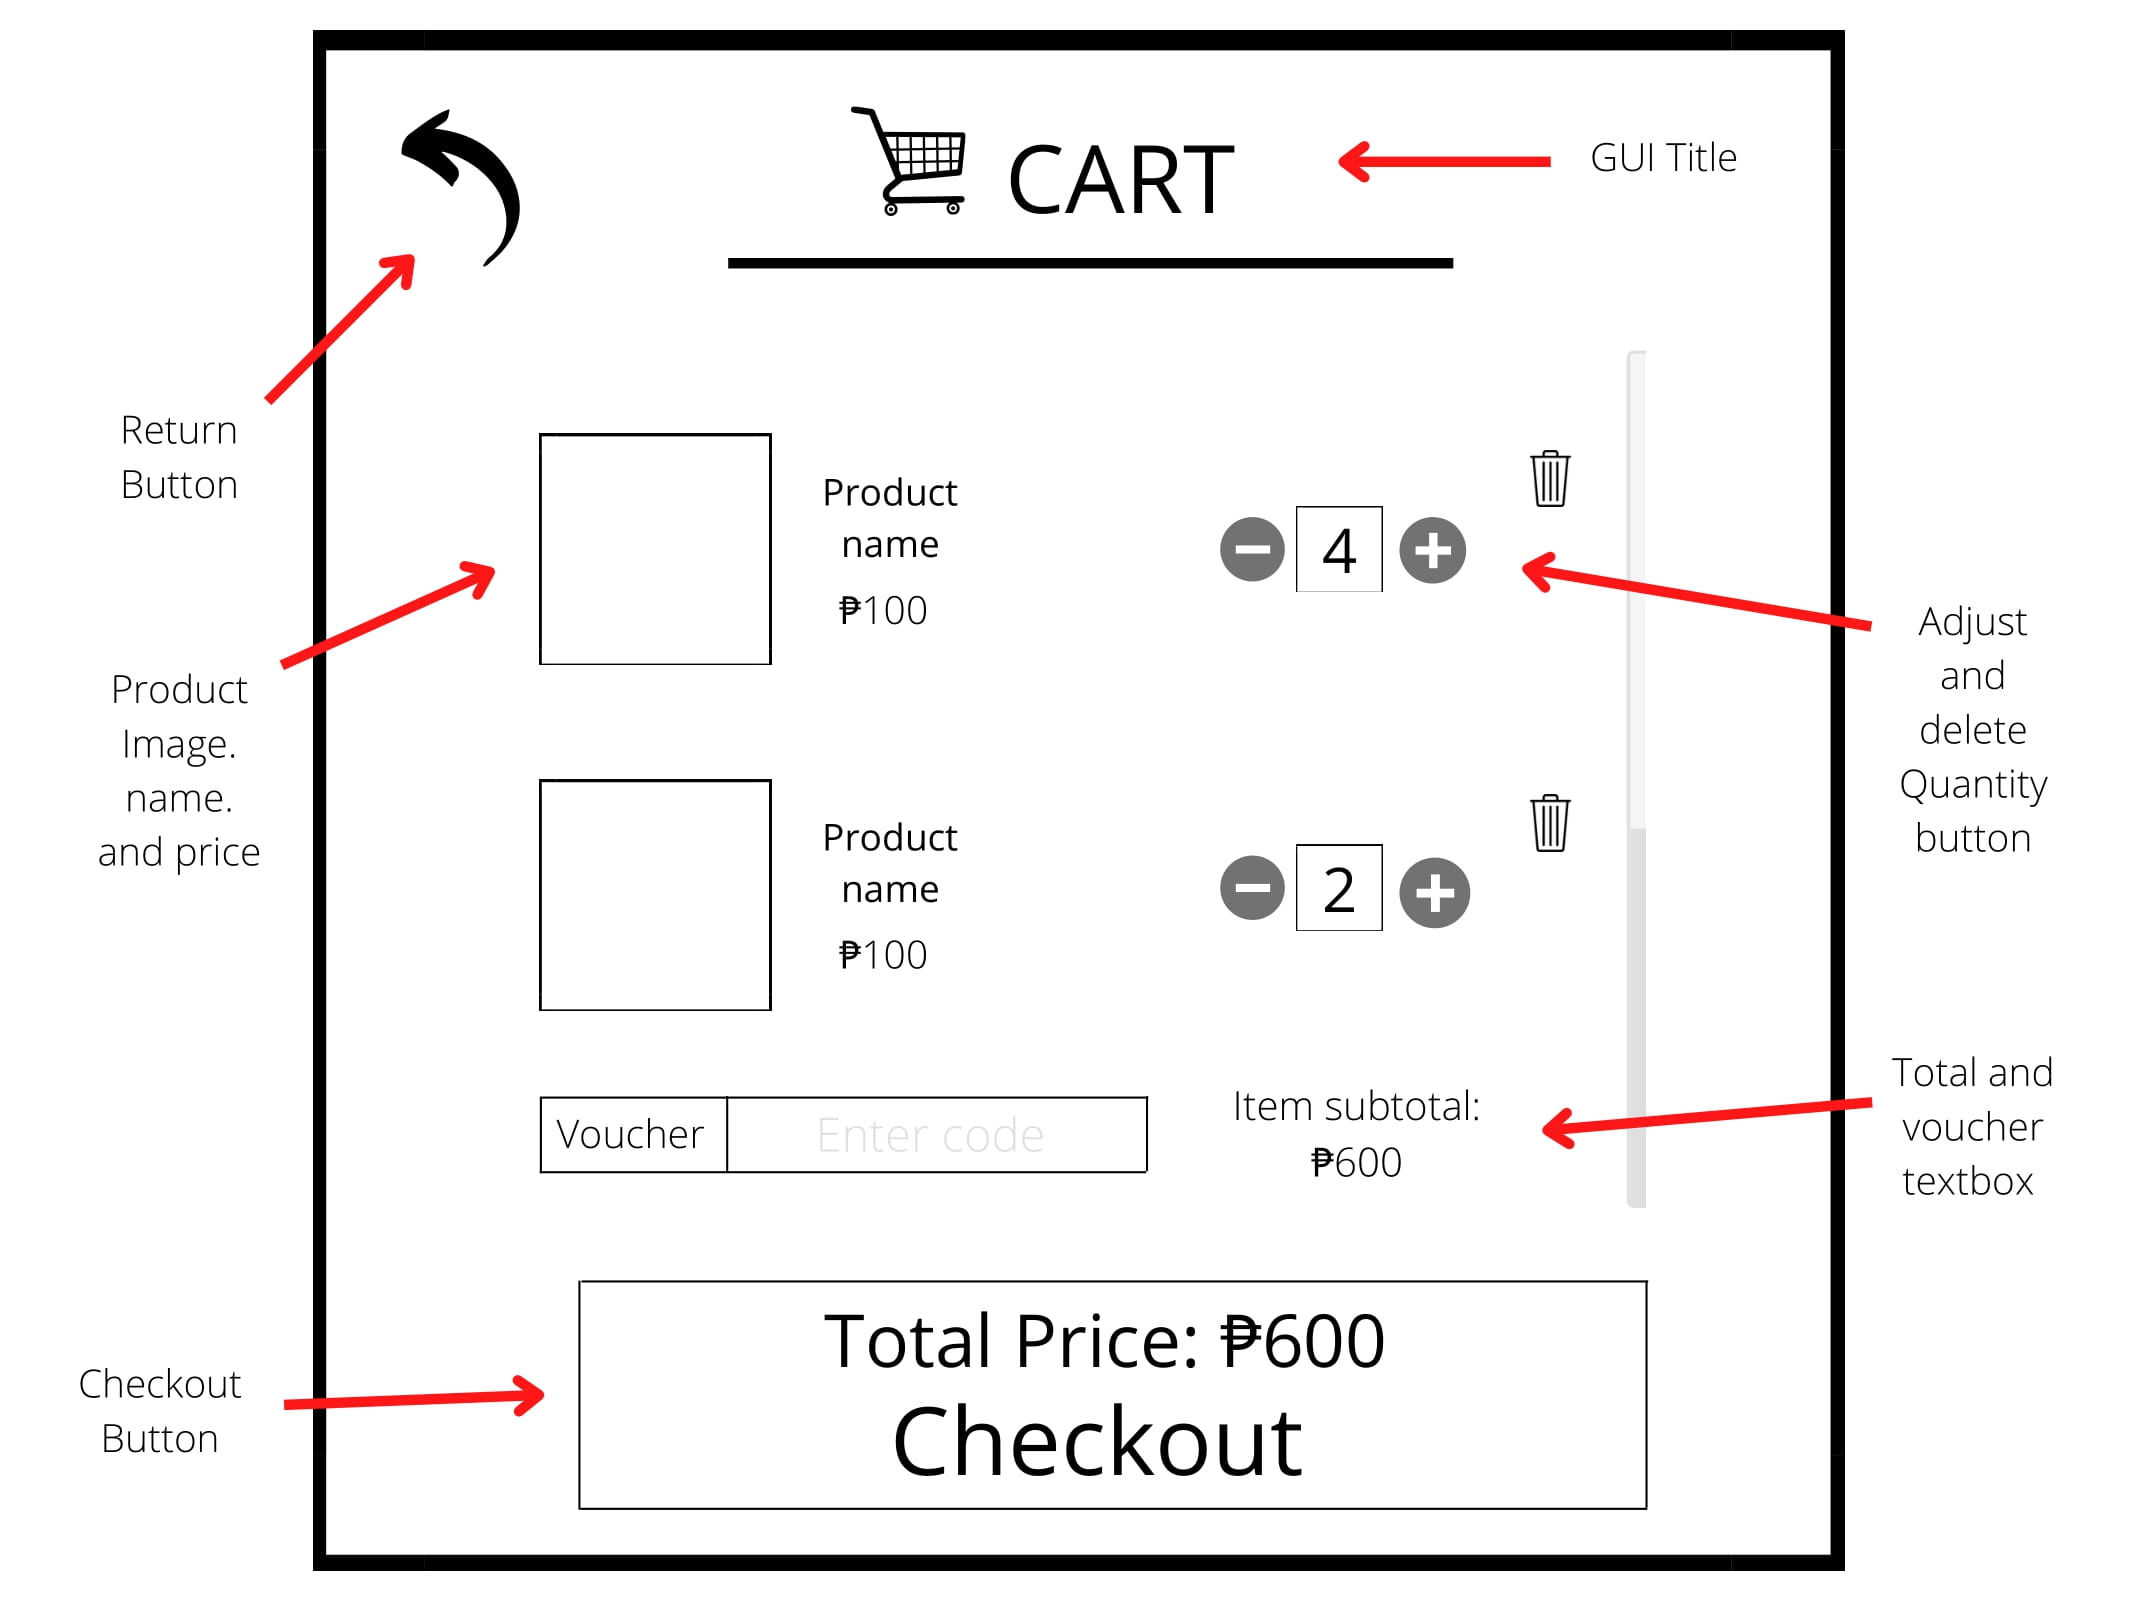 CART
GUI Title
Return
Button
Product
name
₱100
4
Product
Image.
name.
and price
Adjust
and
delete
Quantity
button
Product
name
₱100
2
Voucher
Enter code
Item subtotal:
₱600
Total and
voucher
textbox
Total Price: ₱600
Checkout
Checkout
Button